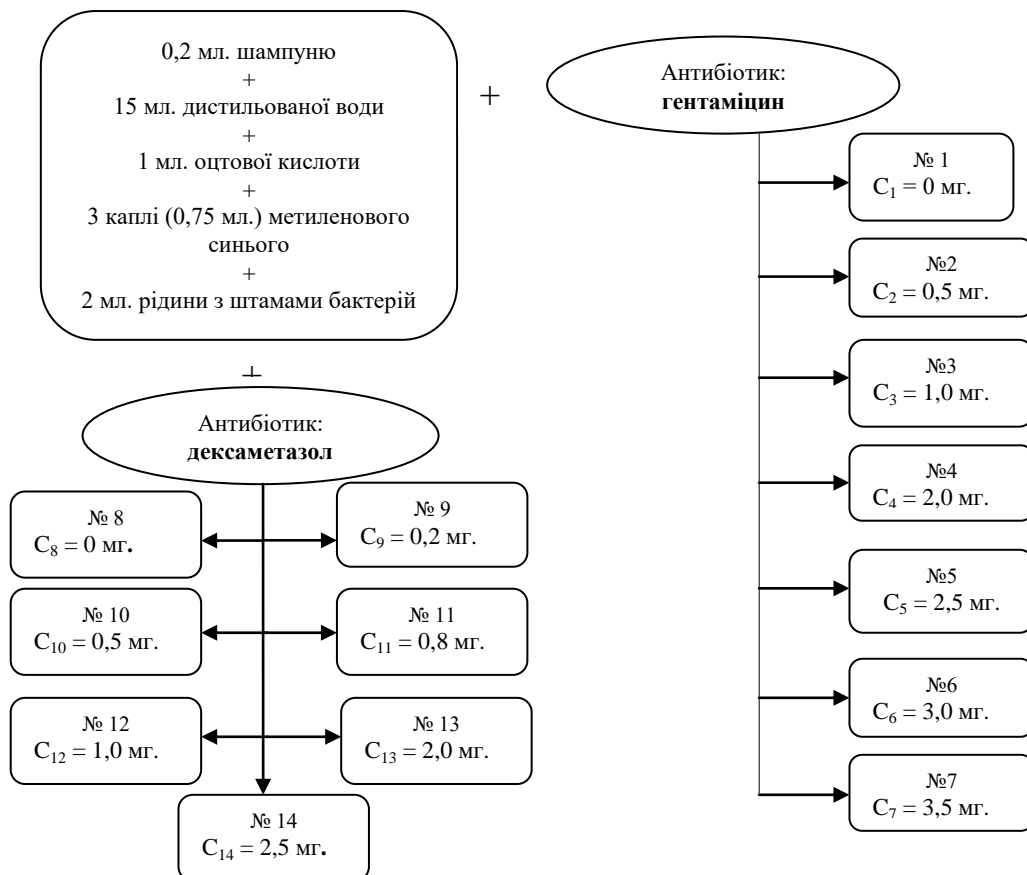 0,2 мл. шампуню
+
15 мл. дистильованої води
+
1 мл. оцтової кислоти
+
3 каплі (0,75 мл.) метиленового
синього
+
2 мл. рідини з штамами бактерій
+
Антибіотик:
гентаміцин
№ 1
C₁ = 0 мг.
№2
C₂ = 0,5 мг.
№3
C₃ = 1,0 мг.
№4
C₄ = 2,0 мг.
№5
C₅ = 2,5 мг.
№6
C₆ = 3,0 мг.
№7
C₇ = 3,5 мг.
+
Антибіотик:
дексаметазол
№ 8
C₈ = 0 мг.
№ 9
C₉ = 0,2 мг.
№ 10
C₁₀ = 0,5 мг.
№ 11
C₁₁ = 0,8 мг.
№ 12
C₁₂ = 1,0 мг.
№ 13
C₁₃ = 2,0 мг.
№ 14
C₁₄ = 2,5 мг.